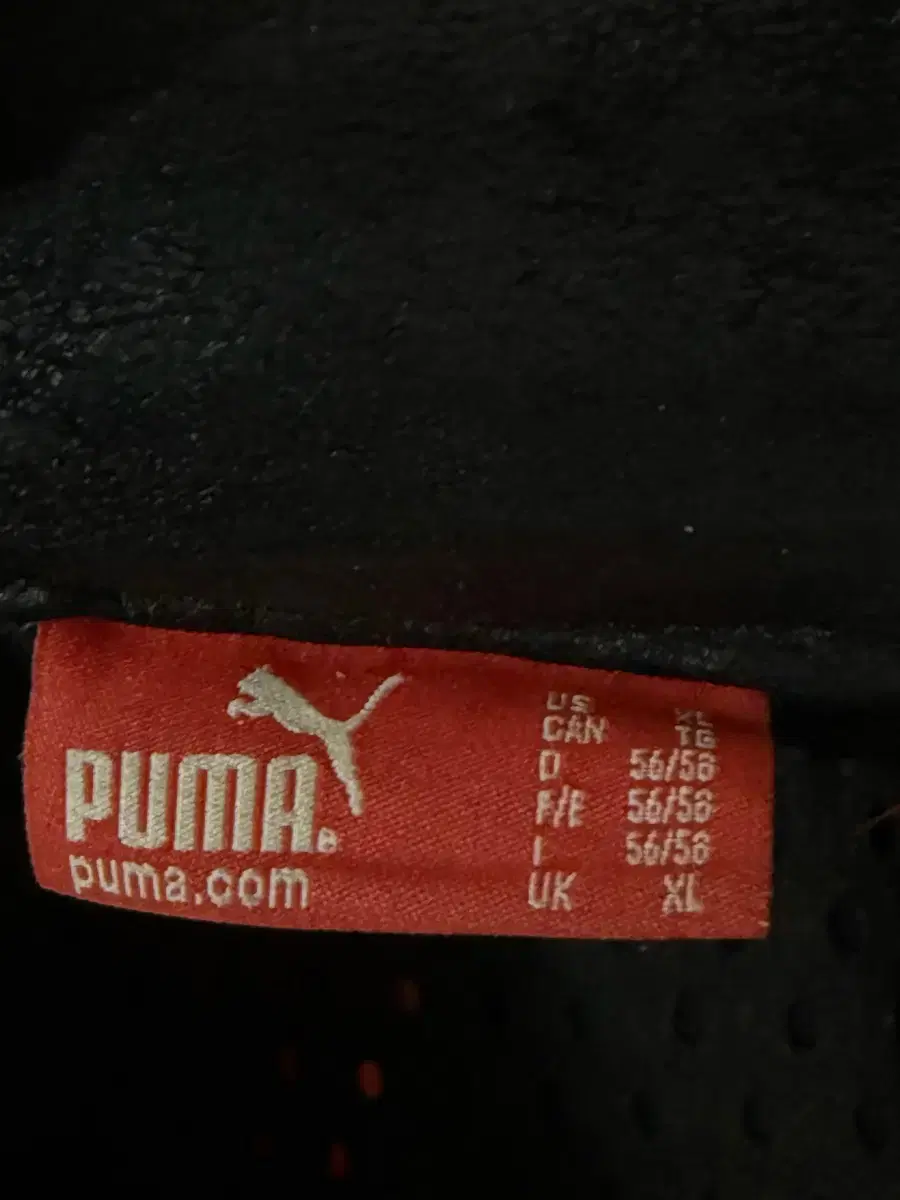 PUMA®
puma.com
US XL
CAN TG
D 56/58
F/E 56/58
I 56/58
UK XL